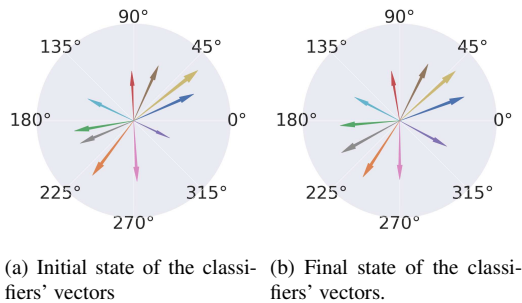 90°
135° 45°
180° 0°
225° 315°
270°
90°
135° 45°
180° 0°
225° 315°
270°
(a) Initial state of the classi-
fiers’ vectors
(b) Final state of the classi-
fiers’ vectors.